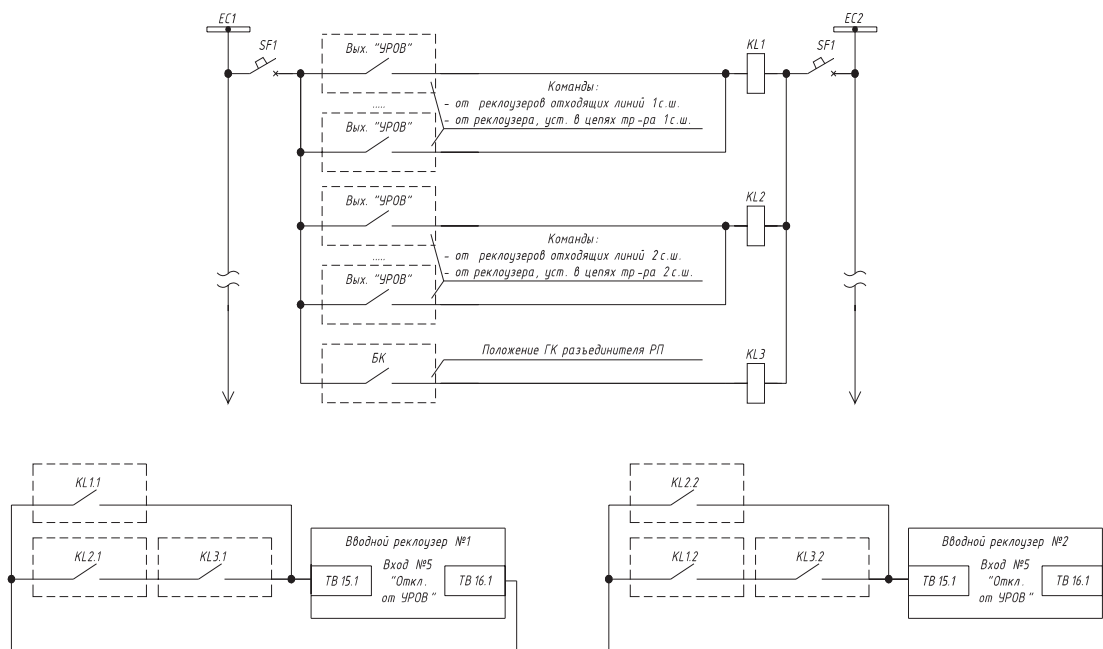 EC1
EC2
SF1
SF1
Вых. "УРОВ"
KL1
Команды:
- от реклоузеров отходящих линий 1с.ш.
- от реклоузера, уст. в цепях тр-ра 1с.ш.
.....
Вых. "УРОВ"
Вых. "УРОВ"
KL2
Команды:
- от реклоузеров отходящих линий 2с.ш.
- от реклоузера, уст. в цепях тр-ра 2с.ш.
.....
Вых. "УРОВ"
БК
Положение ГК разъединителя РП
KL3
KL1.1
KL2.1
KL3.1
Вводной реклоузер №1
TB 15.1
Вход №5
"Откл.
от УРОВ"
TB 16.1
KL2.2
KL1.2
KL3.2
Вводной реклоузер №2
TB 15.1
Вход №5
"Откл.
от УРОВ"
TB 16.1